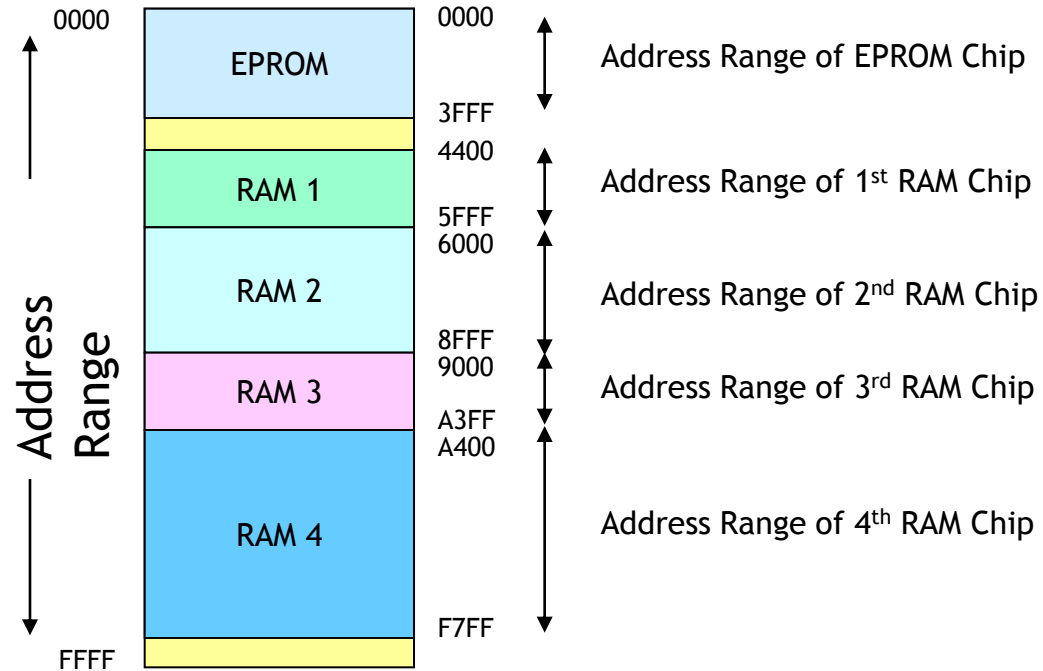 0000
0000
EPROM
Address Range of EPROM Chip
3FFF
4400
RAM 1
Address Range of 1st RAM Chip
5FFF
6000
RAM 2
Address Range of 2nd RAM Chip
8FFF
9000
RAM 3
Address Range of 3rd RAM Chip
A3FF
A400
Address
Range
RAM 4
Address Range of 4th RAM Chip
F7FF
FFFF